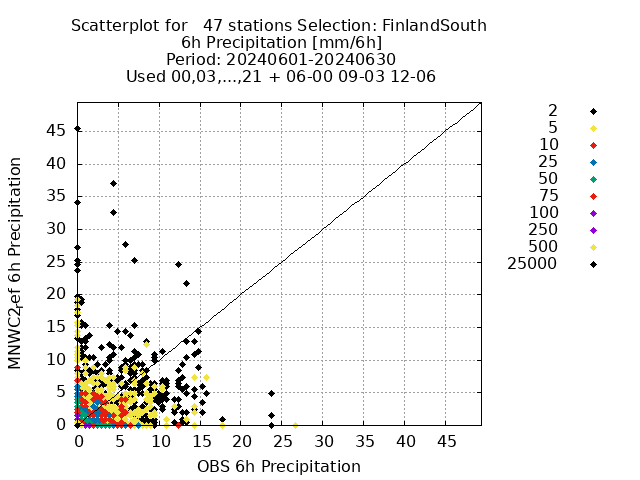 Scatterplot for 47 stations Selection: FinlandSouth
6h Precipitation [mm/6h]
Period: 20240601-20240630
Used 00,03,...,21 + 06-00 09-03 12-06
MNWC2ref 6h Precipitation
45
40
35
30
25
20
15
10
5
0
0 5 10 15 20 25 30 35 40 45
OBS 6h Precipitation
2
5
10
25
50
75
100
250
500
25000